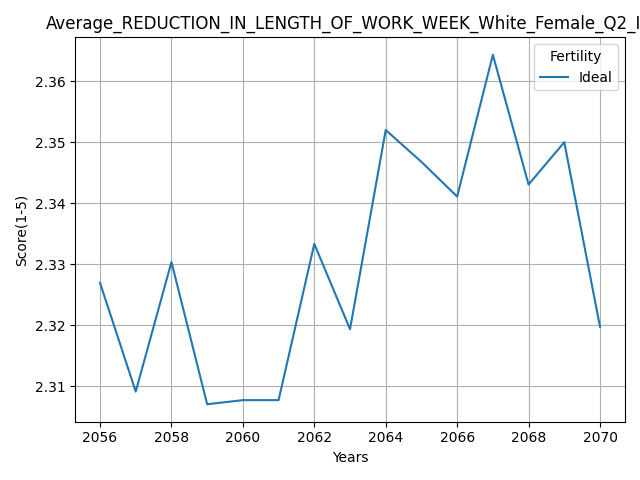 Average_REDUCTION_IN_LENGTH_OF_WORK_WEEK_White_Female_Q2_I
Fertility
Ideal
Score(1-5)
2.36
2.35
2.34
2.33
2.32
2.31
2056 2058 2060 2062 2064 2066 2068 2070
Years